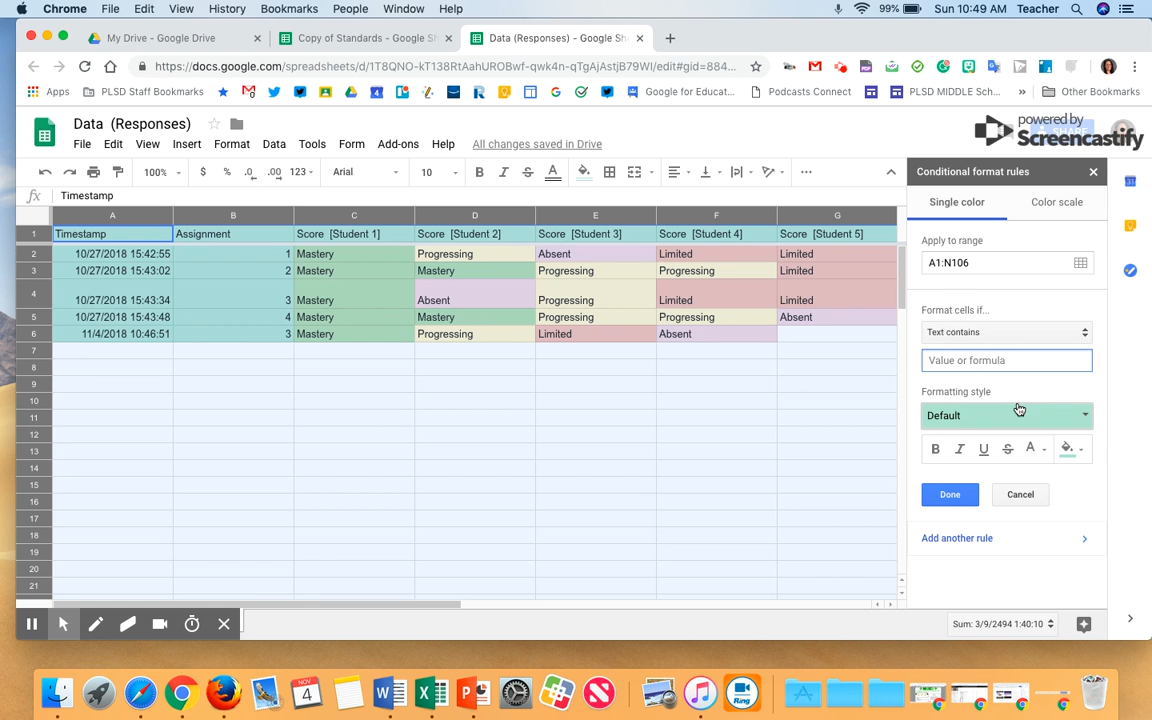 Chrome File Edit View History Bookmarks People Window Help 99% Sun 10:49 AM Teacher
My Drive - Google Drive Copy of Standards - Google Sh Data (Responses) - Google She
https://docs.google.com/spreadsheets/d/1T8QNO-kT138RtAahUROBwf-qwk4n-qTgAjAstjB79WI/edit#gid=884...
Apps PLSD Staff Bookmarks Google for Educat... Podcasts Connect PLSD MIDDLE Sch... » Other Bookmarks
Data (Responses)
powered by
Screencastify
File Edit View Insert Format Data Tools Form Add-ons Help All changes saved in Drive
100% $ % .0 .00 123 Arial 10 B I S A
Conditional format rules
fx Timestamp
Single color Color scale
A B C D E F G
1 Timestamp Assignment Score [Student 1] Score [Student 2] Score [Student 3] Score [Student 4] Score [Student 5]
2 10/27/2018 15:42:55 1 Mastery Progressing Absent Limited Limited
3 10/27/2018 15:43:02 2 Mastery Mastery Progressing Progressing Limited
4 10/27/2018 15:43:34 3 Mastery Absent Progressing Limited Limited
5 10/27/2018 15:43:48 4 Mastery Mastery Progressing Progressing Absent
6 11/4/2018 10:46:51 3 Mastery Progressing Limited Absent
7
8
9
10
11
12
13
14
15
16
17
18
19
20
21
Apply to range
A1:N106
Format cells if...
Text contains
Value or formula
Formatting style
Default
B I U S A
Done Cancel
Add another rule
Sum: 3/9/2494 1:40:10
NOV
4
Ring